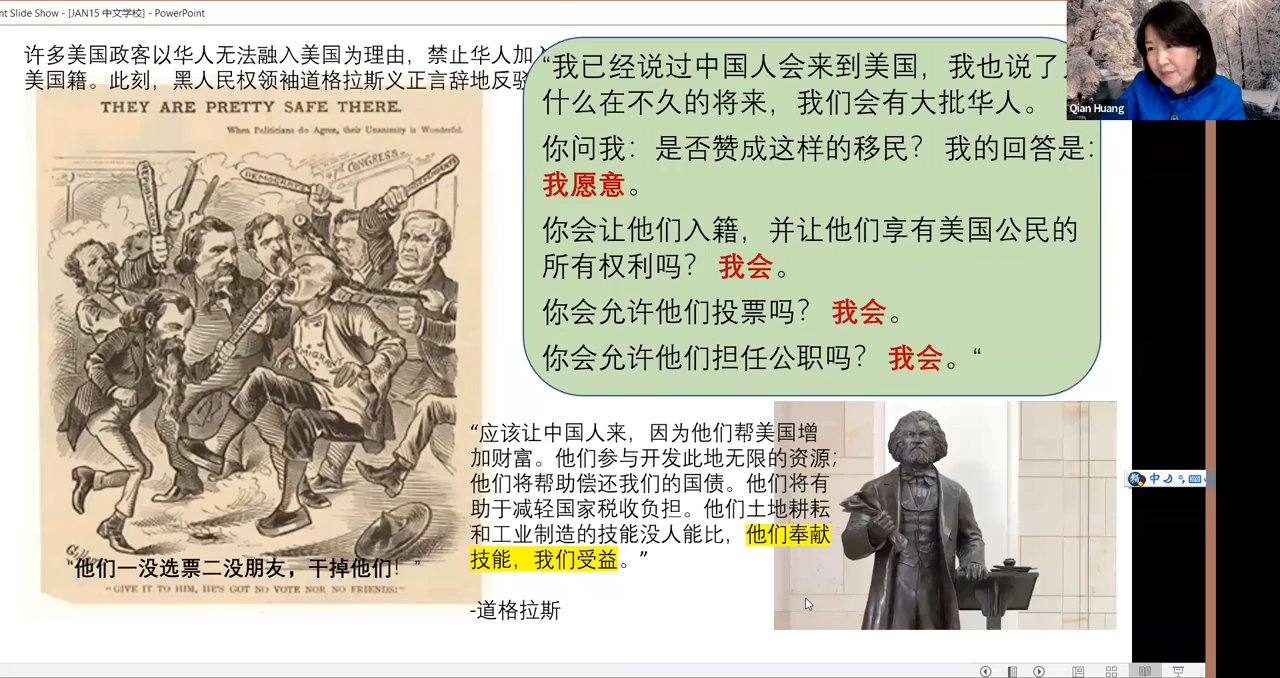 nt Slide Show - [JAN15 中文学校] - PowerPoint
许多美国政客以华人无法融入美国为理由，禁止华人加
美国籍。此刻，黑人民权领袖道格拉斯义正言辞地反驳
THEY ARE PRETTY SAFE THERE.
When Politicians do Agree, their Unanimity is Wonderful.
REPUBLICAN
DEMOCRATS
CONGRESS
INDEPENDENTS
EMIGRANT
“他们一没选票二没朋友，干掉他们！”
"GIVE IT TO HIM, HE'S GOT NO VOTE NOR NO FRIENDS!"
“我已经说过中国人会来到美国，我也说了
什么在不久的将来，我们会有大批华人。
你问我：是否赞成这样的移民？ 我的回答是：
我愿意。
你会让他们入籍，并让他们享有美国公民的
所有权利吗？ 我会。
你会允许他们投票吗？ 我会。
你会允许他们担任公职吗？ 我会。“
Qian Huang
“应该让中国人来，因为他们帮美国增
加财富。他们参与开发此地无限的资源；
他们将帮助偿还我们的国债。他们将有
助于减轻国家税收负担。他们土地耕耘
和工业制造的技能没人能比，他们奉献
技能，我们受益。”
-道格拉斯
中